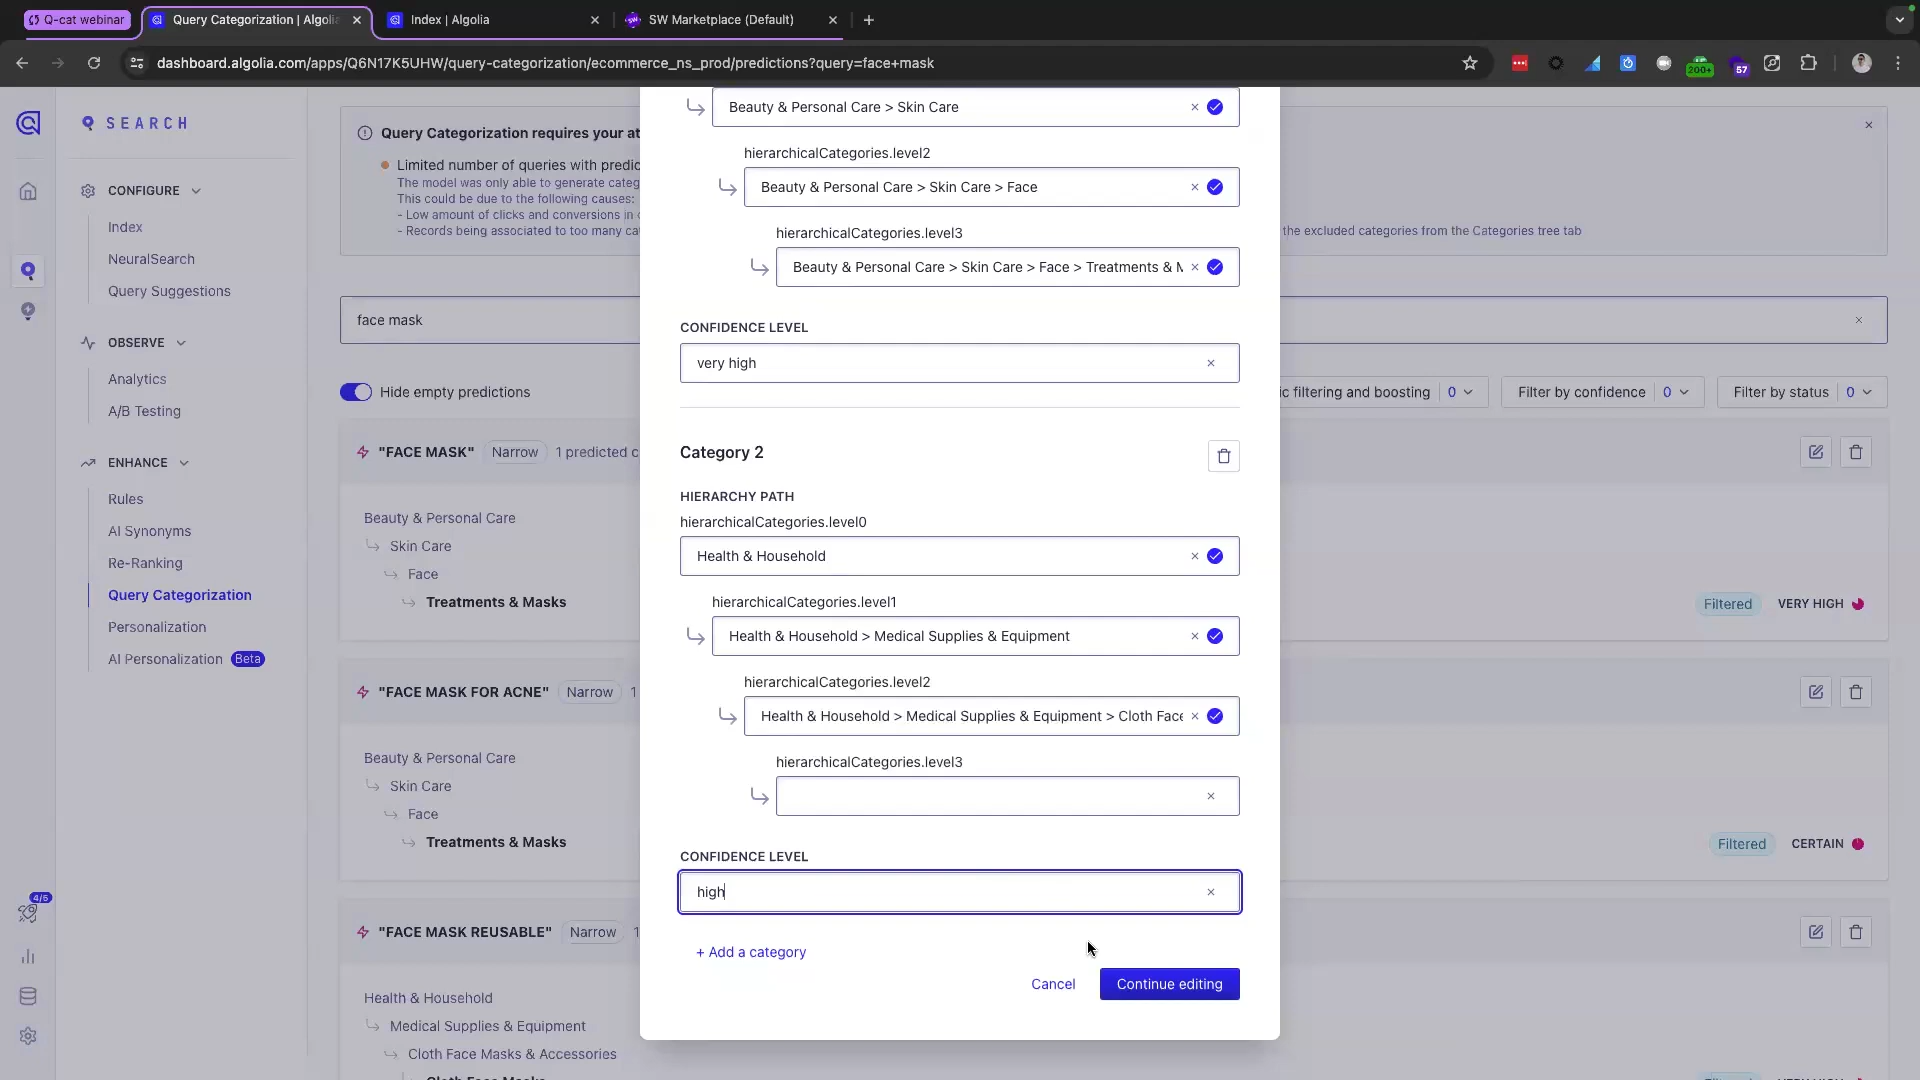 Q-cat webinar
Query Categorization | Algolia
Index | Algolia
SW Marketplace (Default)
dashboard.algolia.com/apps/Q6N17K5UHW/query-categorization/ecommerce_ns_prod/predictions?query=face+mask
200+
57
SEARCH
CONFIGURE
Index
NeuralSearch
Query Suggestions
OBSERVE
Analytics
A/B Testing
ENHANCE
Rules
AI Synonyms
Re-Ranking
Query Categorization
Personalization
AI Personalization Beta
4/5
Query Categorization requires your at
Limited number of queries with predic
The model was only able to generate categ
This could be due to the following causes:
- Low amount of clicks and conversions in
- Records being associated to too many ca
the excluded categories from the Categories tree tab
face mask
Hide empty predictions
ic filtering and boosting 0
Filter by confidence 0
Filter by status 0
"FACE MASK" Narrow 1 predicted c
Beauty & Personal Care
Skin Care
Face
Treatments & Masks
Filtered VERY HIGH
"FACE MASK FOR ACNE" Narrow 1
Beauty & Personal Care
Skin Care
Face
Treatments & Masks
Filtered CERTAIN
"FACE MASK REUSABLE" Narrow 1
Health & Household
Medical Supplies & Equipment
Cloth Face Masks & Accessories
Beauty & Personal Care > Skin Care
hierarchicalCategories.level2
Beauty & Personal Care > Skin Care > Face
hierarchicalCategories.level3
Beauty & Personal Care > Skin Care > Face > Treatments & M
CONFIDENCE LEVEL
very high
Category 2
HIERARCHY PATH
hierarchicalCategories.level0
Health & Household
hierarchicalCategories.level1
Health & Household > Medical Supplies & Equipment
hierarchicalCategories.level2
Health & Household > Medical Supplies & Equipment > Cloth Face
hierarchicalCategories.level3
CONFIDENCE LEVEL
high
+ Add a category
Cancel
Continue editing